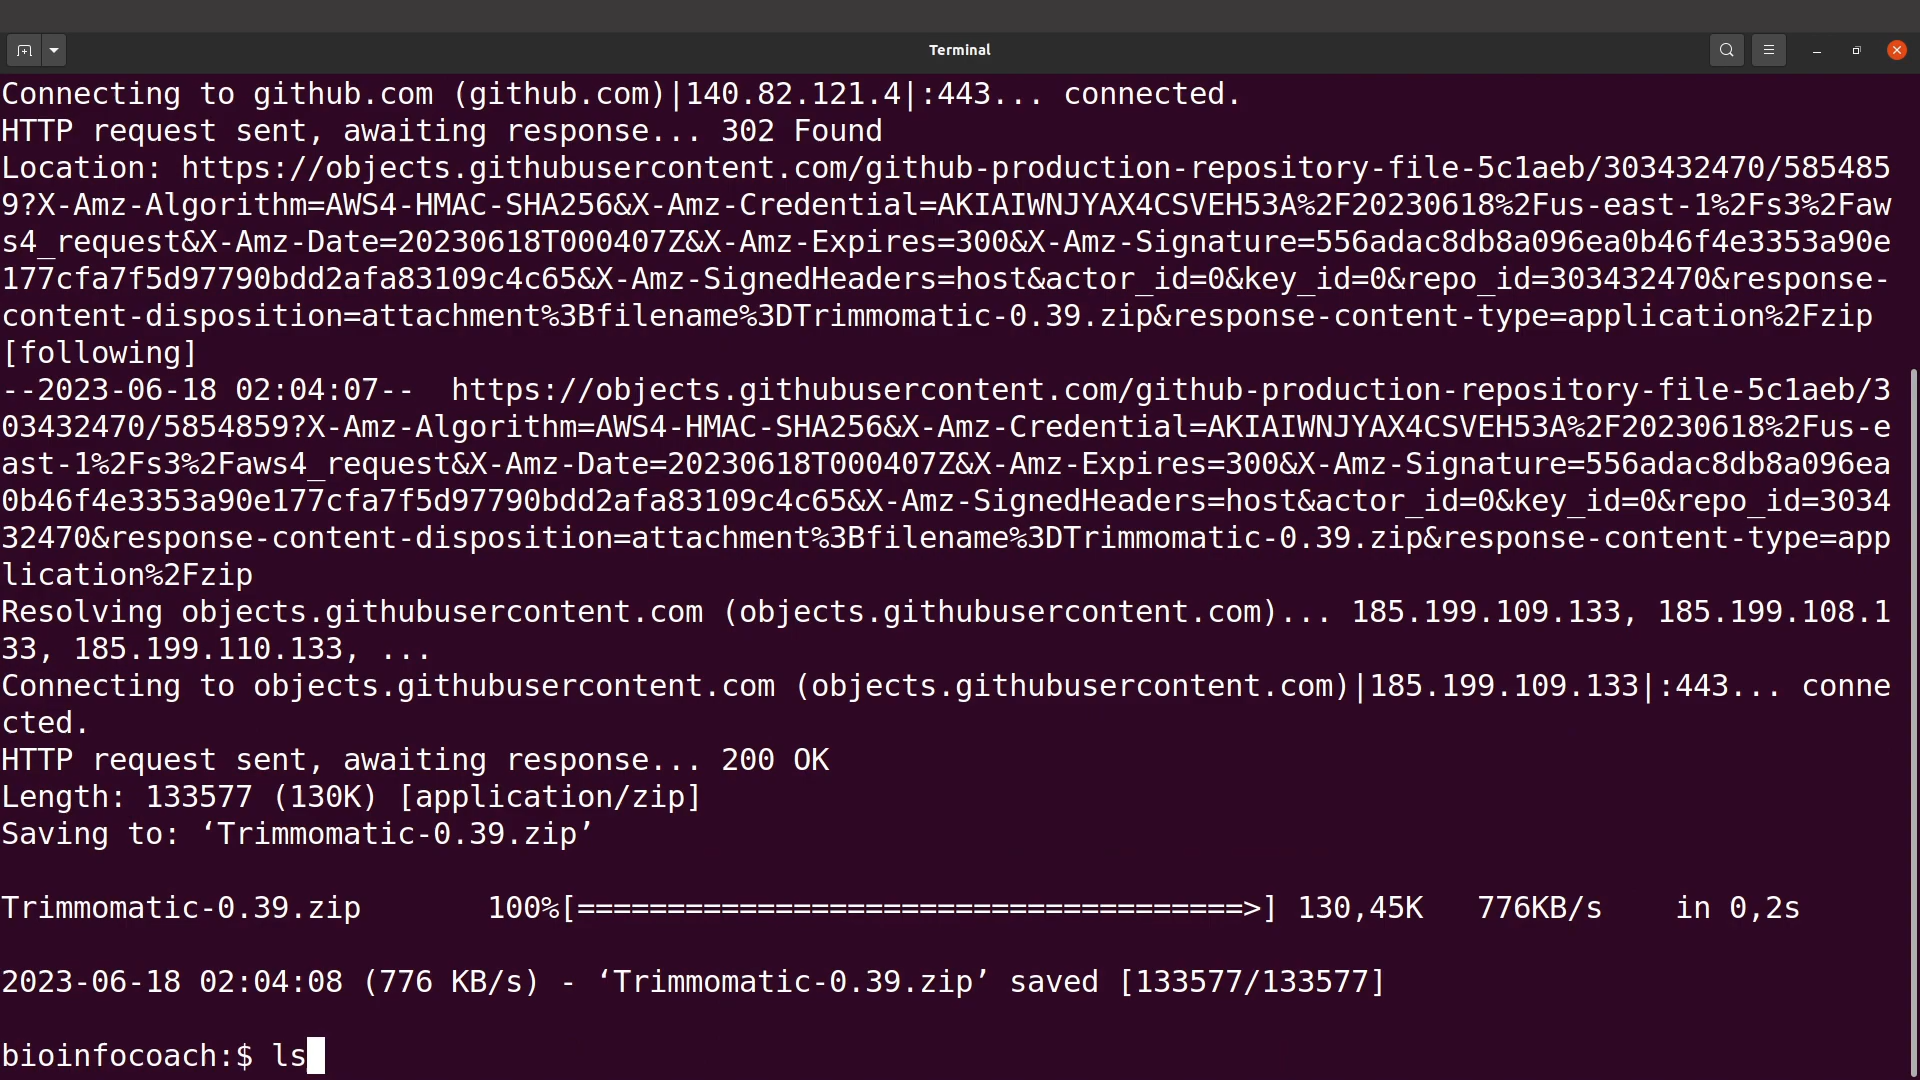 Terminal
Connecting to github.com (github.com)|140.82.121.4|:443... connected.
HTTP request sent, awaiting response... 302 Found
Location: https://objects.githubusercontent.com/github-production-repository-file-5c1aeb/303432470/585485
9?X-Amz-Algorithm=AWS4-HMAC-SHA256&X-Amz-Credential=AKIAIWNJYAX4CSVEH53A%2F20230618%2Fus-east-1%2Fs3%2Faw
s4_request&X-Amz-Date=20230618T000407Z&X-Amz-Expires=300&X-Amz-Signature=556adac8db8a096ea0b46f4e3353a90e
177cfa7f5d97790bdd2afa83109c4c65&X-Amz-SignedHeaders=host&actor_id=0&key_id=0&repo_id=303432470&response-
content-disposition=attachment%3Bfilename%3DTrimmomatic-0.39.zip&response-content-type=application%2Fzip
[following]
--2023-06-18 02:04:07--  https://objects.githubusercontent.com/github-production-repository-file-5c1aeb/3
03432470/5854859?X-Amz-Algorithm=AWS4-HMAC-SHA256&X-Amz-Credential=AKIAIWNJYAX4CSVEH53A%2F20230618%2Fus-e
ast-1%2Fs3%2Faws4_request&X-Amz-Date=20230618T000407Z&X-Amz-Expires=300&X-Amz-Signature=556adac8db8a096ea
0b46f4e3353a90e177cfa7f5d97790bdd2afa83109c4c65&X-Amz-SignedHeaders=host&actor_id=0&key_id=0&repo_id=3034
32470&response-content-disposition=attachment%3Bfilename%3DTrimmomatic-0.39.zip&response-content-type=app
lication%2Fzip
Resolving objects.githubusercontent.com (objects.githubusercontent.com)... 185.199.109.133, 185.199.108.1
33, 185.199.110.133, ...
Connecting to objects.githubusercontent.com (objects.githubusercontent.com)|185.199.109.133|:443... conne
cted.
HTTP request sent, awaiting response... 200 OK
Length: 133577 (130K) [application/zip]
Saving to: ‘Trimmomatic-0.39.zip’
Trimmomatic-0.39.zip       100%[=====================================>] 130,45K   776KB/s    in 0,2s
2023-06-18 02:04:08 (776 KB/s) - ‘Trimmomatic-0.39.zip’ saved [133577/133577]
bioinfocoach:$ ls